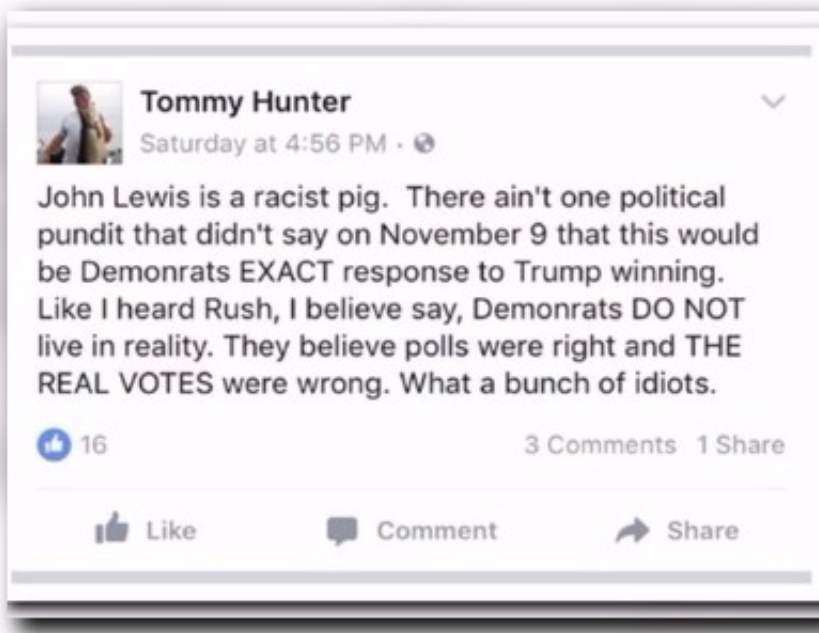 Tommy Hunter
Saturday at 4:56 PM ·
John Lewis is a racist pig.  There ain't one political
pundit that didn't say on November 9 that this would
be Demonrats EXACT response to Trump winning.
Like I heard Rush, I believe say, Demonrats DO NOT
live in reality. They believe polls were right and THE
REAL VOTES were wrong. What a bunch of idiots.
16 3 Comments 1 Share
Like Comment Share